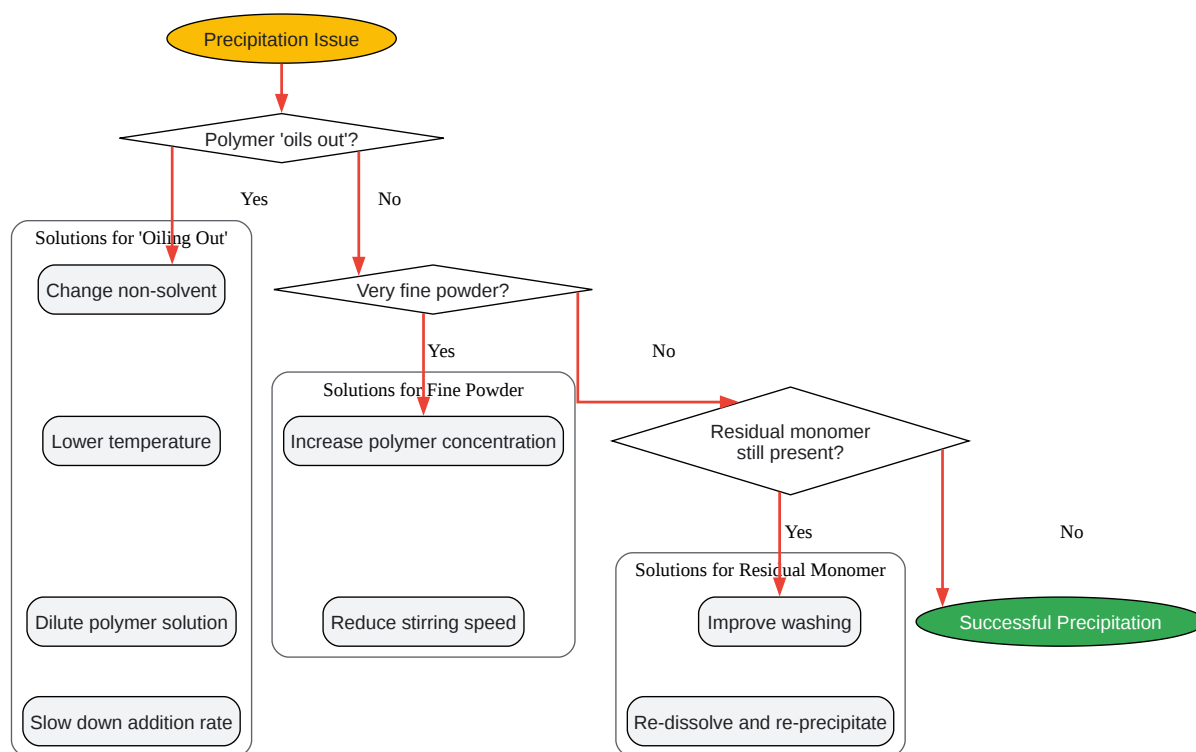 Precipitation Issue
Polymer 'oils out'?
Yes
No
Solutions for 'Oiling Out'
Change non-solvent
Very fine powder?
Yes
No
Solutions for Fine Powder
Lower temperature
Increase polymer concentration
Residual monomer
still present?
Yes
No
Solutions for Residual Monomer
Dilute polymer solution
Reduce stirring speed
Improve washing
Successful Precipitation
Slow down addition rate
Re-dissolve and re-precipitate